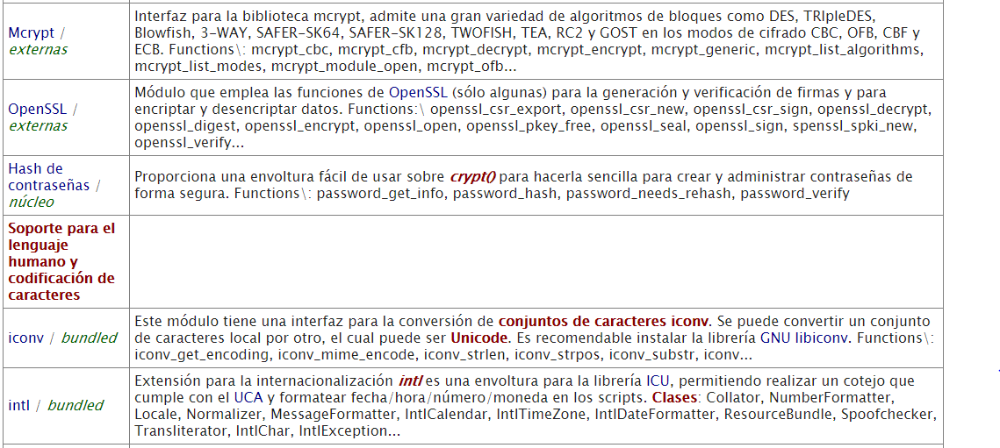 Mcrypt /
externas
Interfaz para la biblioteca mcrypt, admite una gran variedad de algoritmos de bloques como DES, TRIpleDES,
Blowfish, 3-WAY, SAFER-SK64, SAFER-SK128, TWOFISH, TEA, RC2 y GOST en los modos de cifrado CBC, OFB, CBF y
ECB. Functions\: mcrypt_cbc, mcrypt_cfb, mcrypt_decrypt, mcrypt_encrypt, mcrypt_generic, mcrypt_list_algorithms,
mcrypt_list_modes, mcrypt_module_open, mcrypt_ofb...
OpenSSL /
externas
Módulo que emplea las funciones de OpenSSL (sólo algunas) para la generación y verificación de firmas y para
encriptar y desencriptar datos. Functions:\ openssl_csr_export, openssl_csr_new, openssl_csr_sign, openssl_decrypt,
openssl_digest, openssl_encrypt, openssl_open, openssl_pkey_free, openssl_seal, openssl_sign, spenssl_spki_new,
openssl_verify...
Hash de
contraseñas /
núcleo
Proporciona una envoltura fácil de usar sobre crypt() para hacerla sencilla para crear y administrar contraseñas de
forma segura. Functions\: password_get_info, password_hash, password_needs_rehash, password_verify
Soporte para el
lenguaje
humano y
codificación de
caracteres
iconv / bundled
Este módulo tiene una interfaz para la conversión de conjuntos de caracteres iconv. Se puede convertir un conjunto
de caracteres local por otro, el cual puede ser Unicode. Es recomendable instalar la librería GNU libiconv. Functions\:
iconv_get_encoding, iconv_mime_encode, iconv_strlen, iconv_strpos, iconv_substr, iconv...
intl / bundled
Extensión para la internacionalización intl es una envoltura para la librería ICU, permitiendo realizar un cotejo que
cumple con el UCA y formatear fecha/hora/número/moneda en los scripts. Clases: Collator, NumberFormatter,
Locale, Normalizer, MessageFormatter, IntlCalendar, IntlTimeZone, IntlDateFormatter, ResourceBundle, Spoofchecker,
Transliterator, IntlChar, IntlException...